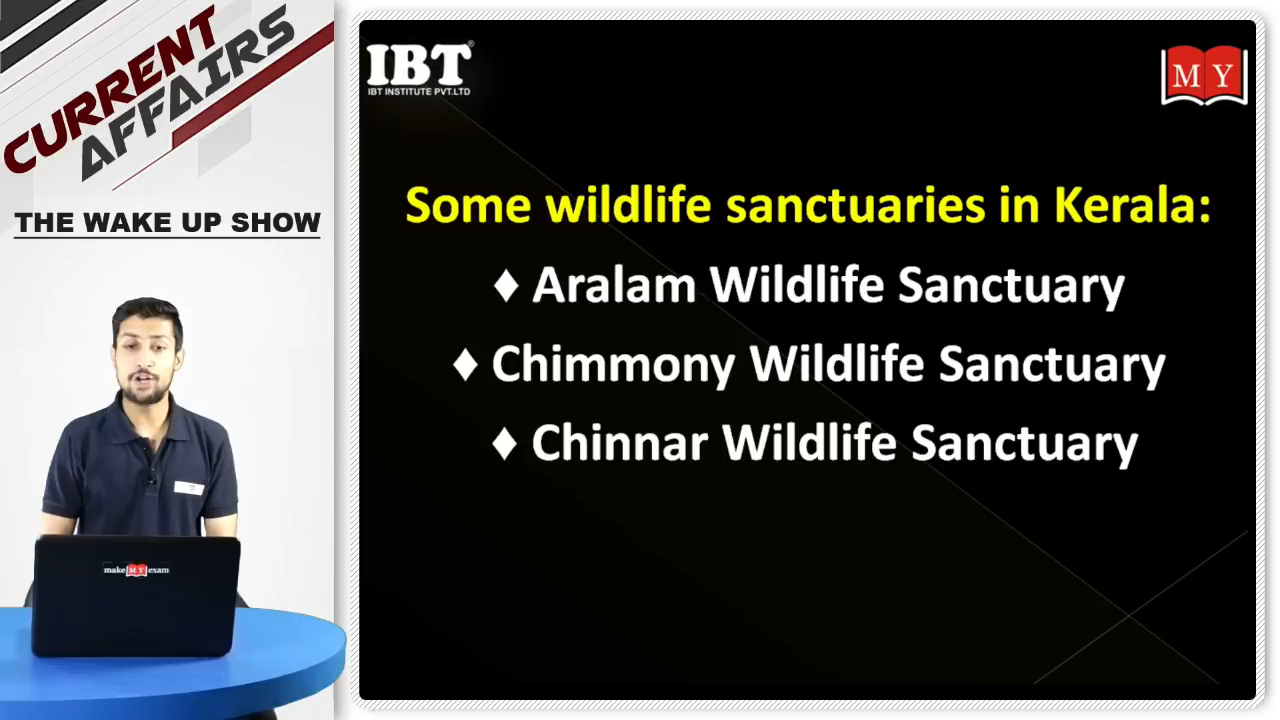 CURRENT
AFFAIRS
THE WAKE UP SHOW
make MY exam
IBT®
IBT INSTITUTE PVT.LTD
MY
Some wildlife sanctuaries in Kerala:
♦ Aralam Wildlife Sanctuary
♦ Chimmony Wildlife Sanctuary
♦ Chinnar Wildlife Sanctuary